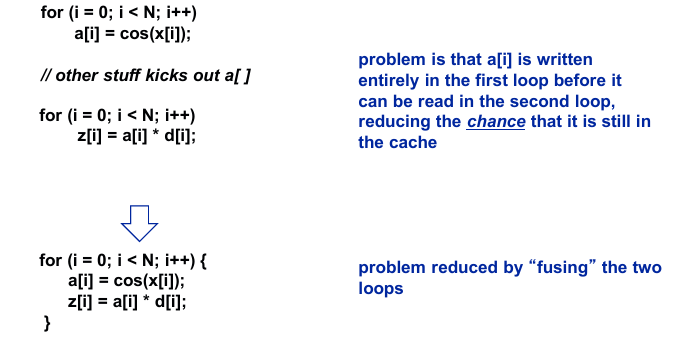 for (i = 0; i < N; i++)
a[i] = cos(x[i]);
// other stuff kicks out a[ ]
for (i = 0; i < N; i++)
z[i] = a[i] * d[i];
problem is that a[i] is written
entirely in the first loop before it
can be read in the second loop,
reducing the chance that it is still in
the cache
for (i = 0; i < N; i++) {
a[i] = cos(x[i]);
z[i] = a[i] * d[i];
}
problem reduced by “fusing” the two
loops